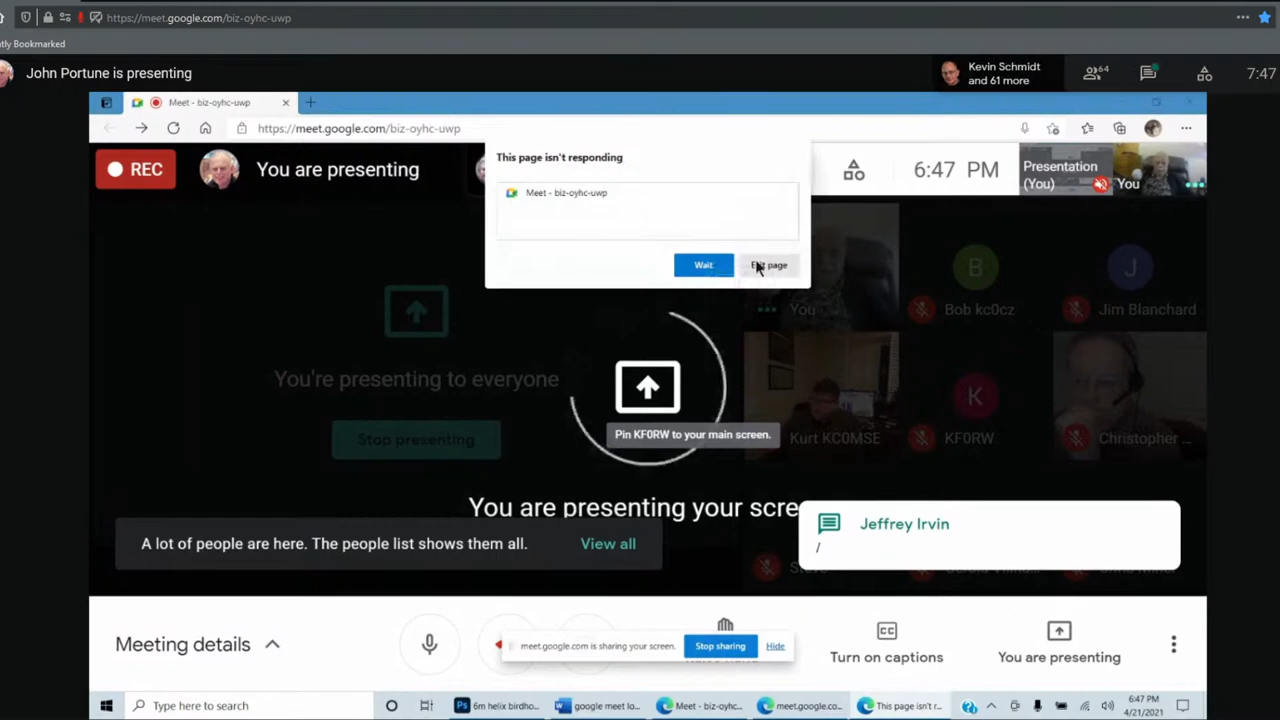 https://meet.google.com/biz-oyhc-uwp
ntly Bookmarked
John Portune is presenting
Kevin Schmidt
and 61 more
64
7:47
Meet - biz-oyhc-uwp
https://meet.google.com/biz-oyhc-uwp
This page isn't responding
Meet - biz-oyhc-uwp
Wait
page
REC
You are presenting
6:47 PM
Presentation
(You)
You
You
Bob kc0cz
Jim Blanchard
You're presenting to everyone
Stop presenting
Pin KF0RW to your main screen.
Kurt KC0MSE
KF0RW
Christopher ...
You are presenting your scre
Jeffrey Irvin
/
A lot of people are here. The people list shows them all.
View all
Meeting details
meet.google.com is sharing your screen.
Stop sharing
Hide
Turn on captions
You are presenting
Type here to search
6m helix birdho...
google meet lo...
Meet - biz-oyhc-...
meet.google.co...
This page isn't r...
6:47 PM
4/21/2021